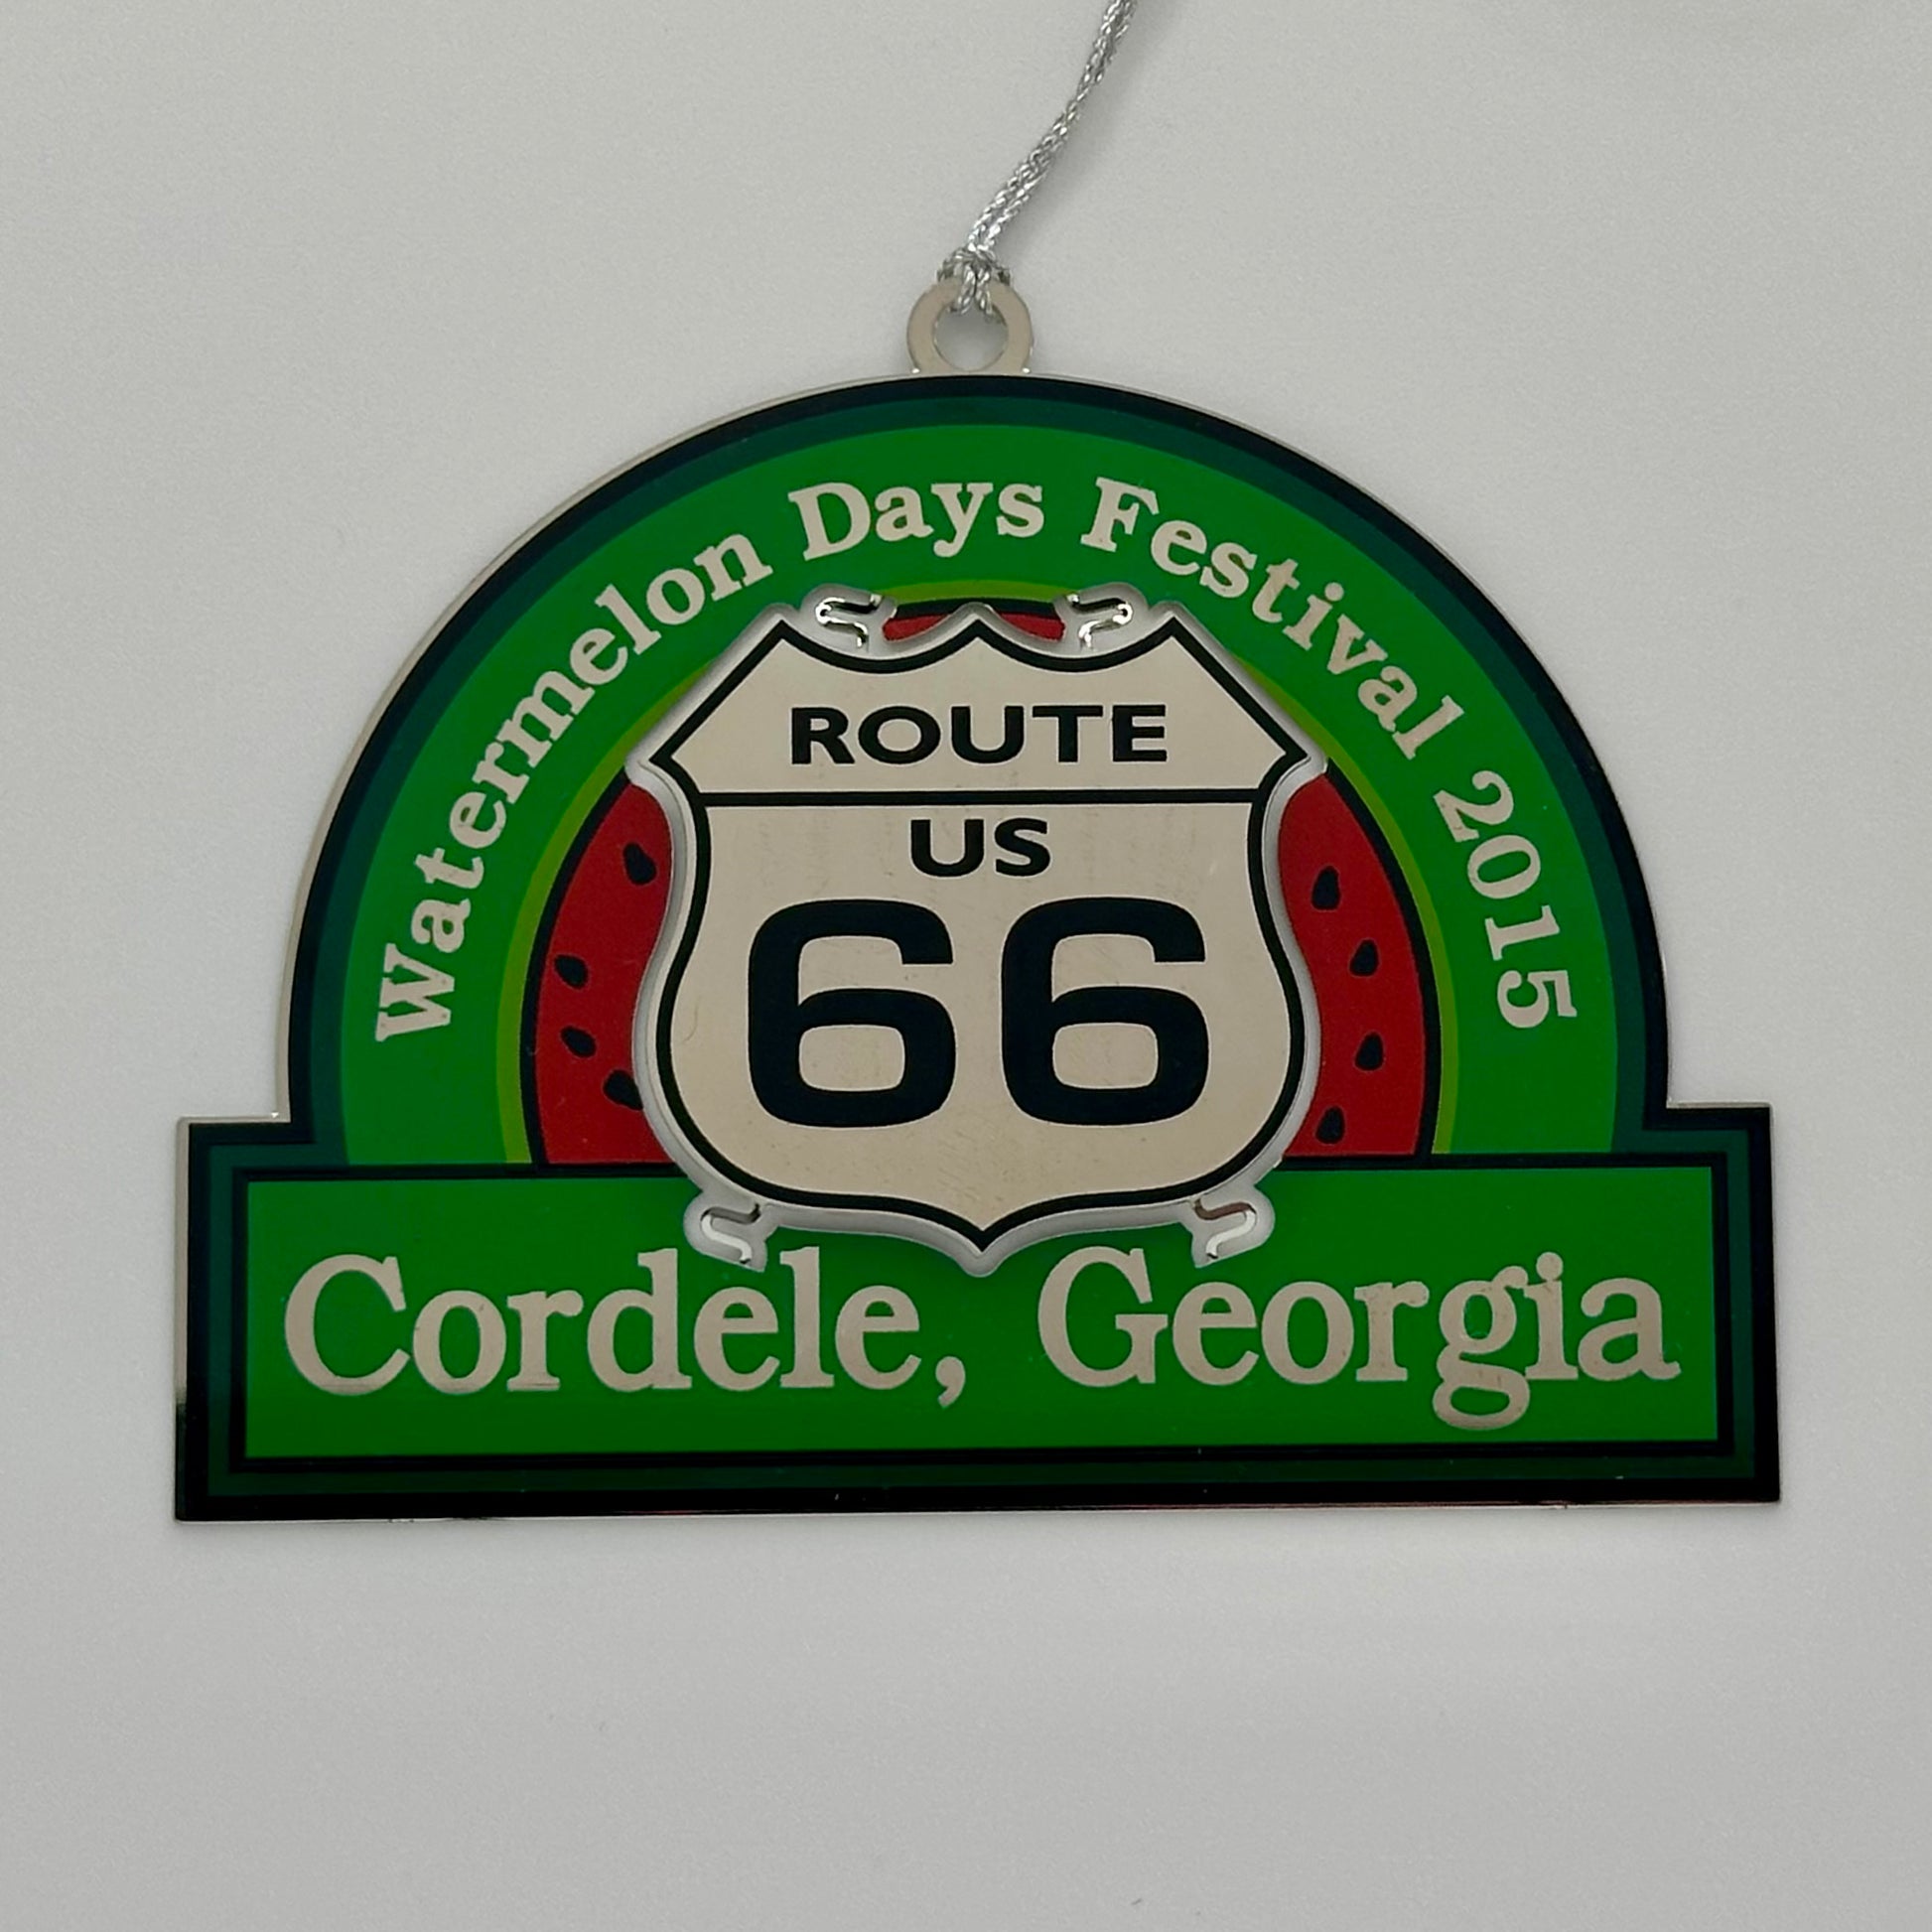 Watermelon Days Festival 2015
ROUTE
US
66
Cordele, Georgia